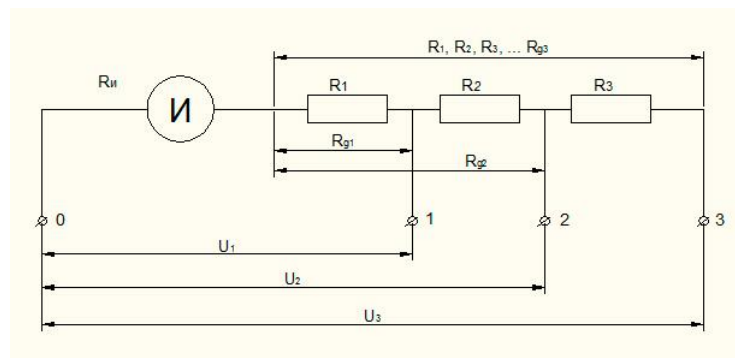 R1, R2, R3, ... Rg3
Rи
R1
R2
R3
И
Rg1
Rg2
0
1
2
3
U1
U2
U3